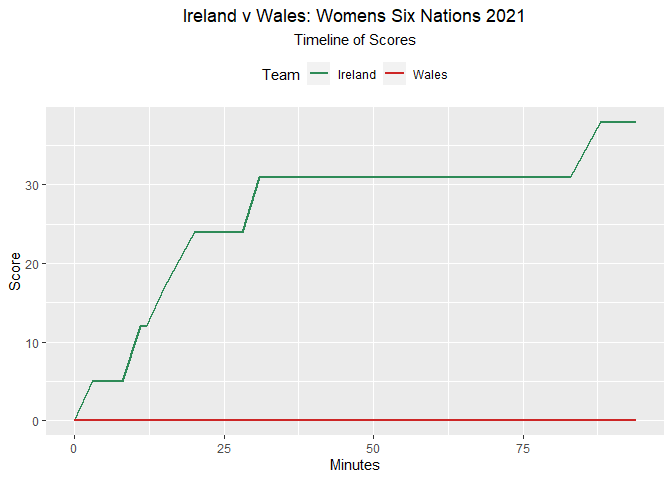 Ireland v Wales: Womens Six Nations 2021
Timeline of Scores
Team Ireland Wales
Score
30
20
10
0
0 25 50 75
Minutes